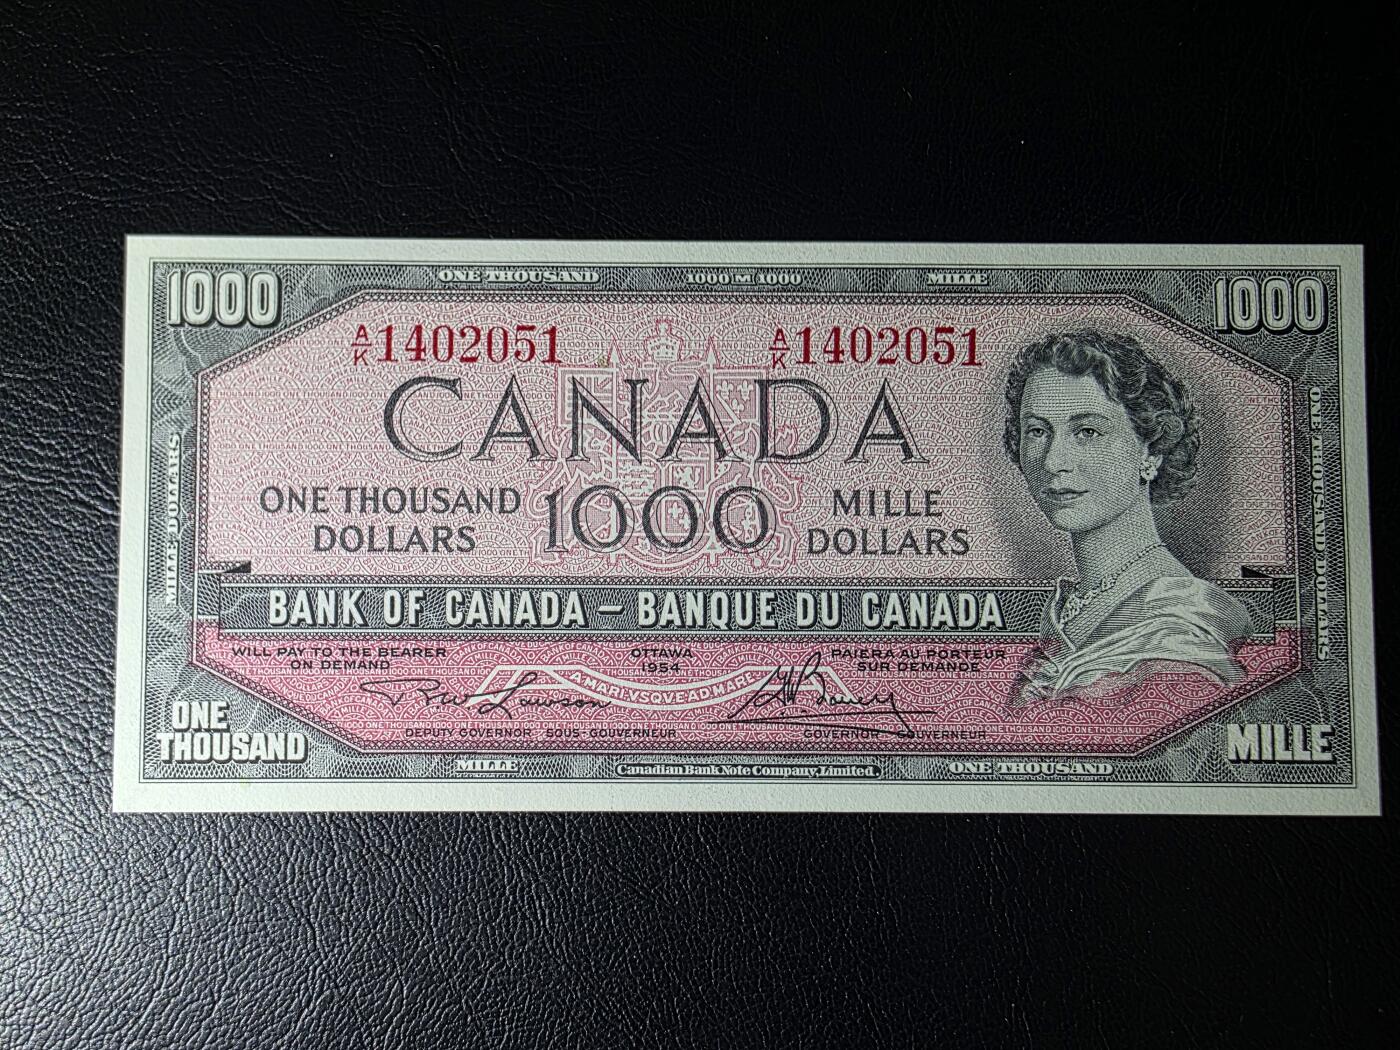 ONE THOUSAND 1000 M 1000 MILLE
1000 1000
A/K 1402051 A/K 1402051
CANADA
ONE THOUSAND DOLLARS 1000 MILLE DOLLARS
MILLE DOLLARS
ONE THOUSAND DOLLARS
BANK OF CANADA – BANQUE DU CANADA
WILL PAY TO THE BEARER ON DEMAND
OTTAWA
1954
PAIERA AU PORTEUR SUR DEMANDE
A·MARI·VSQVE·AD·MARE
R W Lawson
G K Bouey
DEPUTY GOVERNOR SOUS-GOUVERNEUR
GOVERNOR GOUVERNEUR
ONE THOUSAND
MILLE
MILLE Canadian Bank Note Company, Limited ONE THOUSAND